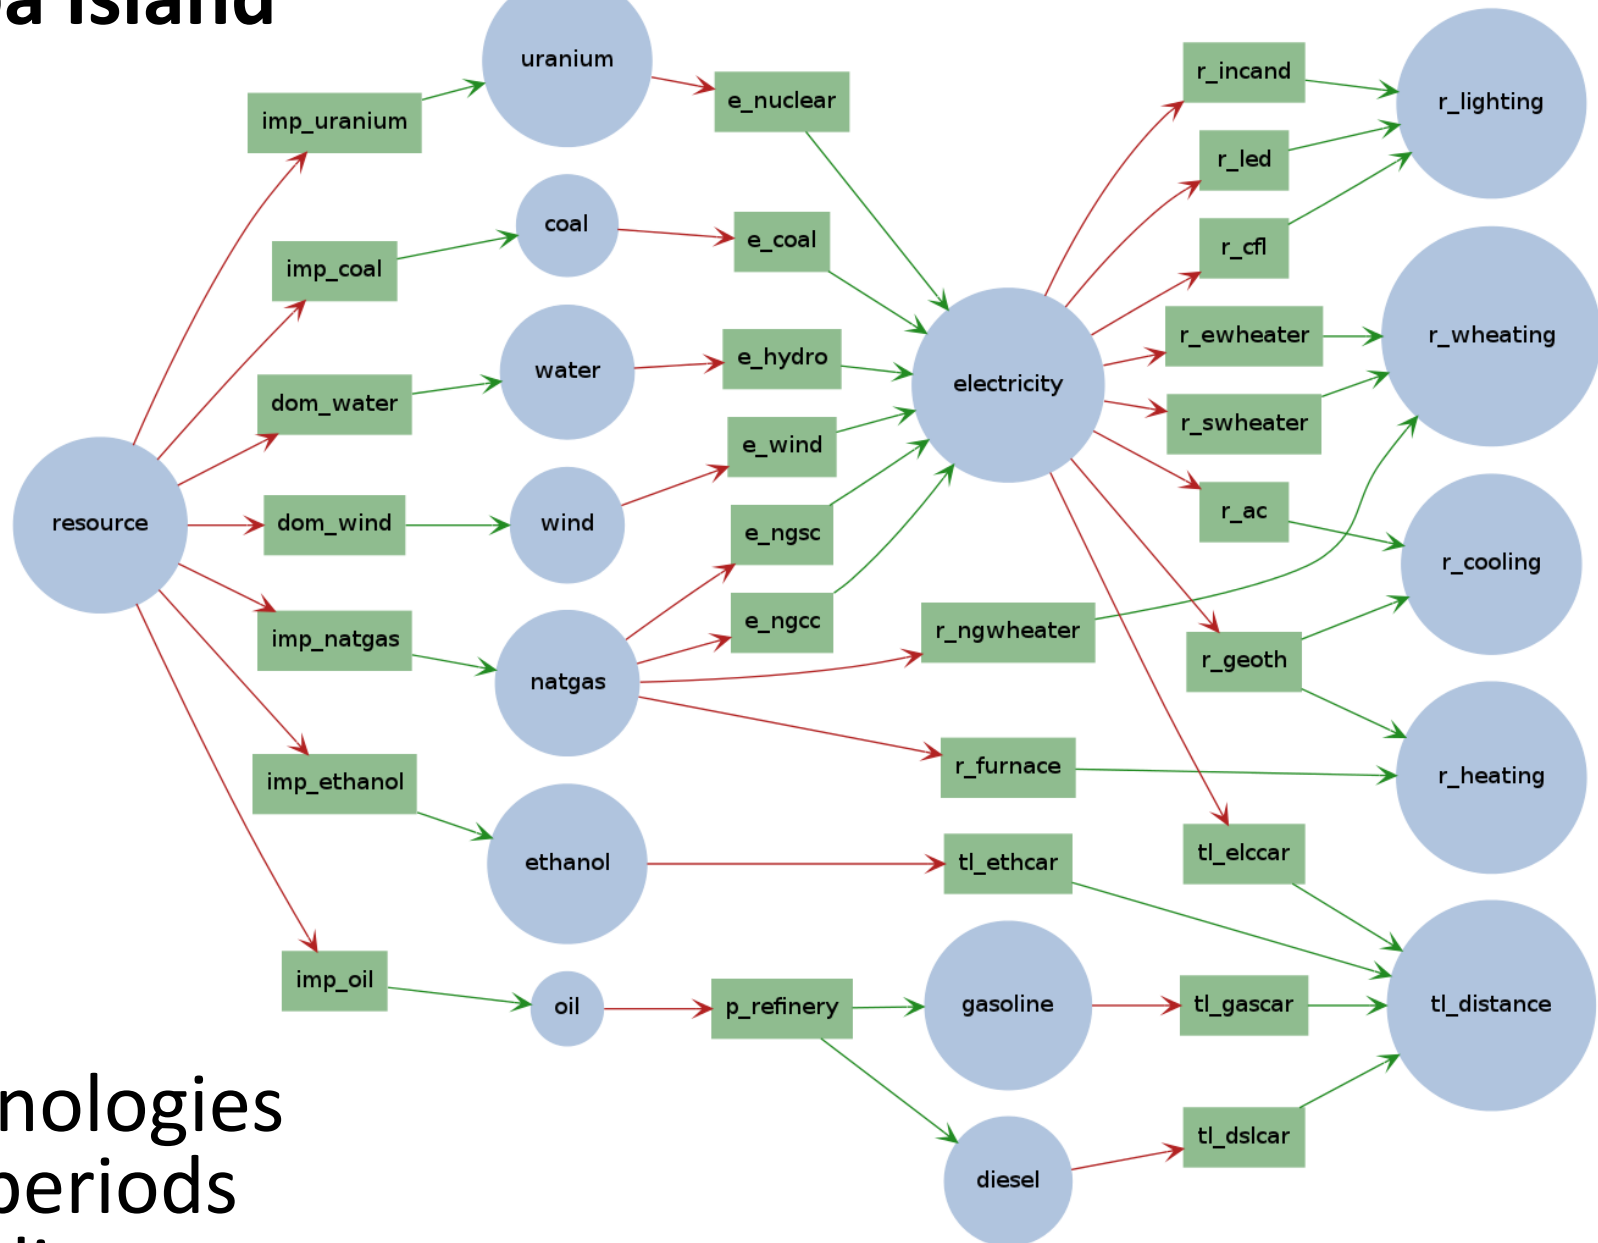 Island
uranium
r_incand
r_lighting
e_nuclear
imp_uranium
r_led
coal
e_coal
r_cfl
imp_coal
r_ewheater
r_wheating
water
e_hydro
electricity
dom_water
r_swheater
e_wind
resource
dom_wind
wind
e_ngsc
r_ac
r_cooling
imp_natgas
e_ngcc
r_ngwheater
r_geoth
natgas
r_furnace
r_heating
imp_ethanol
ethanol
tl_ethcar
tl_elccar
imp_oil
oil
p_refinery
gasoline
tl_gascar
tl_distance
nologies
tl_dslcar
periods
diesel